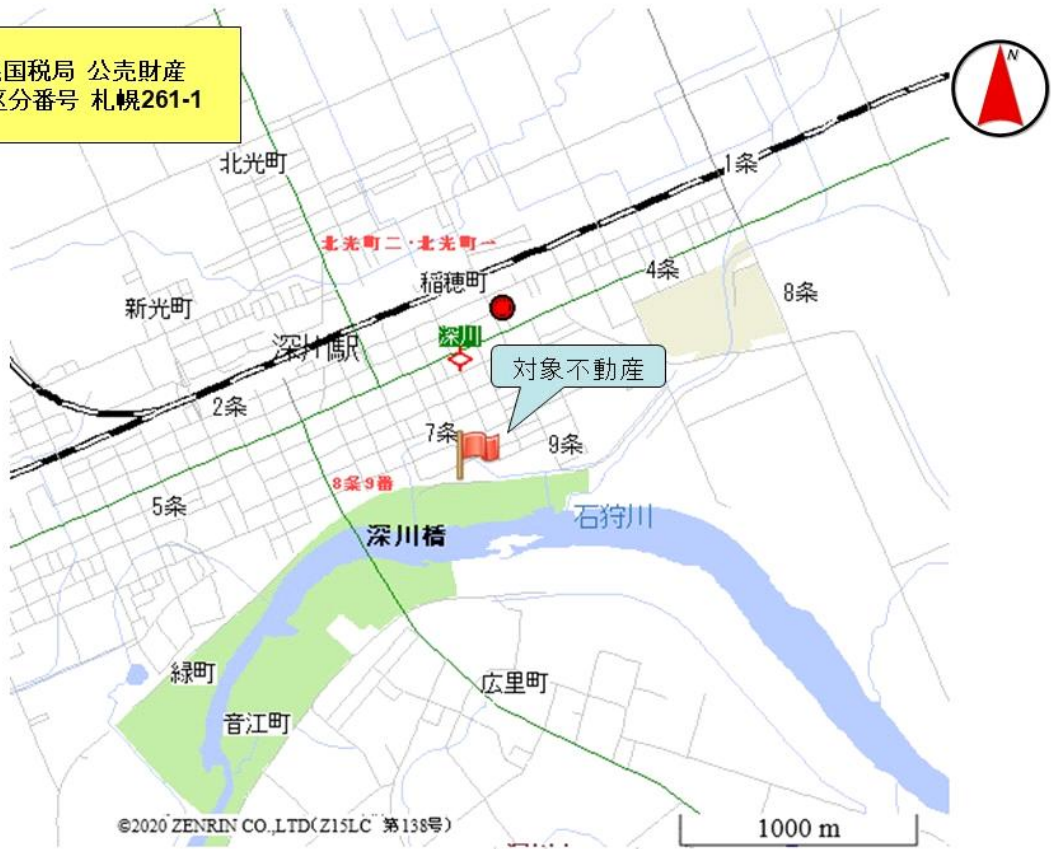 国税局 公売財産
区分番号 札幌261-1
N
北光町
1条
北光町二・北光町一
稲穂町
4条
8条
新光町
深川
深川駅
対象不動産
2条
7条
9条
8条9番
5条
石狩川
深川橋
緑町
広里町
音江町
©2020 ZENRIN CO.,LTD(Z15LC 第138号)
1000 m